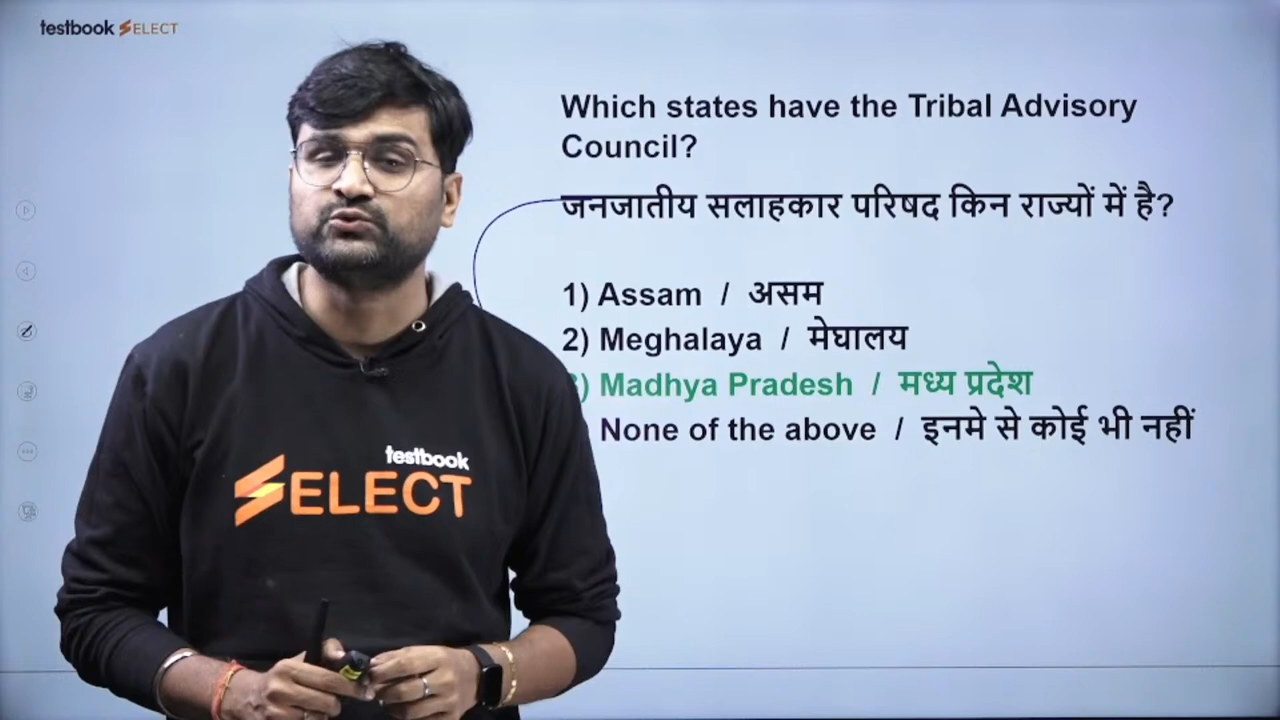 testbook SELECT
Which states have the Tribal Advisory
Council?
जनजातीय सलाहकार परिषद किन राज्यों में है?
1) Assam / असम
2) Meghalaya / मेघालय
) Madhya Pradesh / मध्य प्रदेश
None of the above / इनमे से कोई भी नहीं
testbook
SELECT